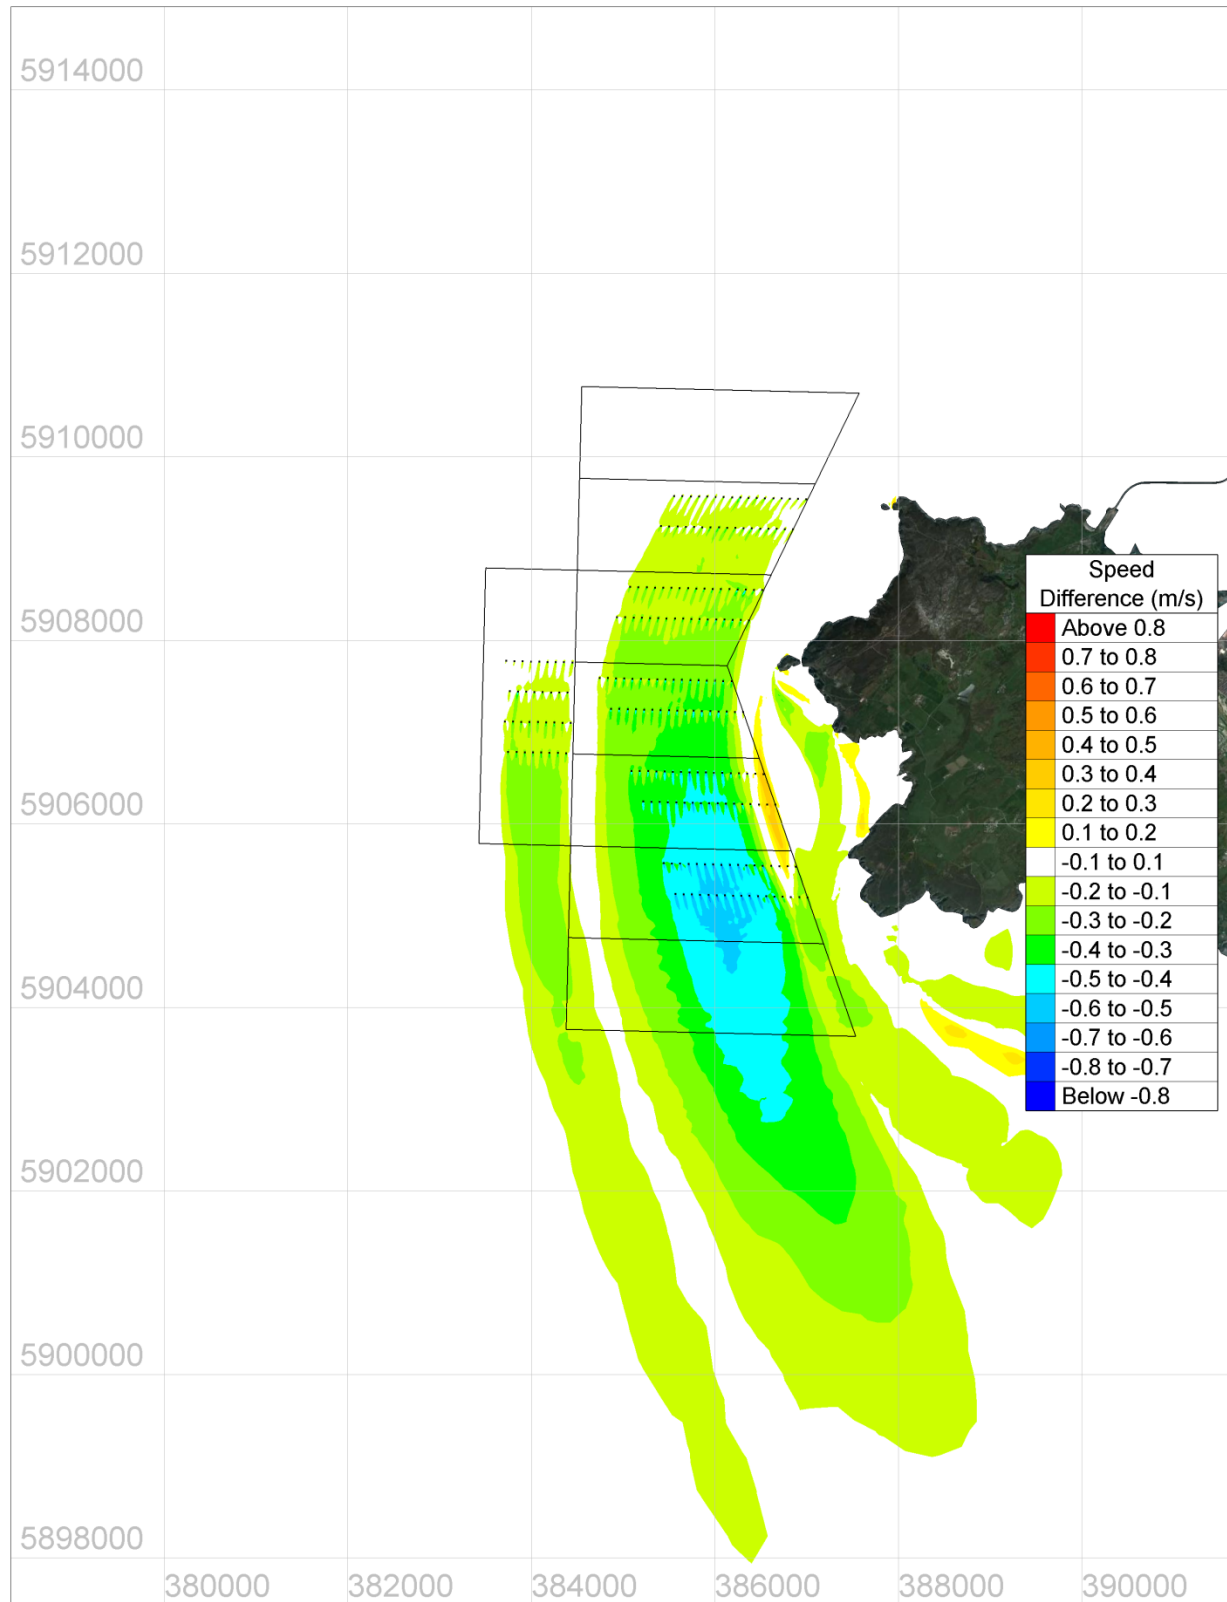 5914000
5912000
5910000
5908000
5906000
5904000
5902000
5900000
5898000
380000 382000 384000 386000 388000 390000
Speed
Difference (m/s)
Above 0.8
0.7 to 0.8
0.6 to 0.7
0.5 to 0.6
0.4 to 0.5
0.3 to 0.4
0.2 to 0.3
0.1 to 0.2
-0.1 to 0.1
-0.2 to -0.1
-0.3 to -0.2
-0.4 to -0.3
-0.5 to -0.4
-0.6 to -0.5
-0.7 to -0.6
-0.8 to -0.7
Below -0.8